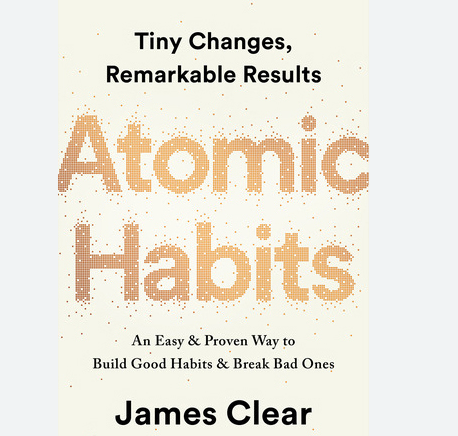 Tiny Changes,
Remarkable Results
Atomic
Habits
An Easy & Proven Way to
Build Good Habits & Break Bad Ones
James Clear